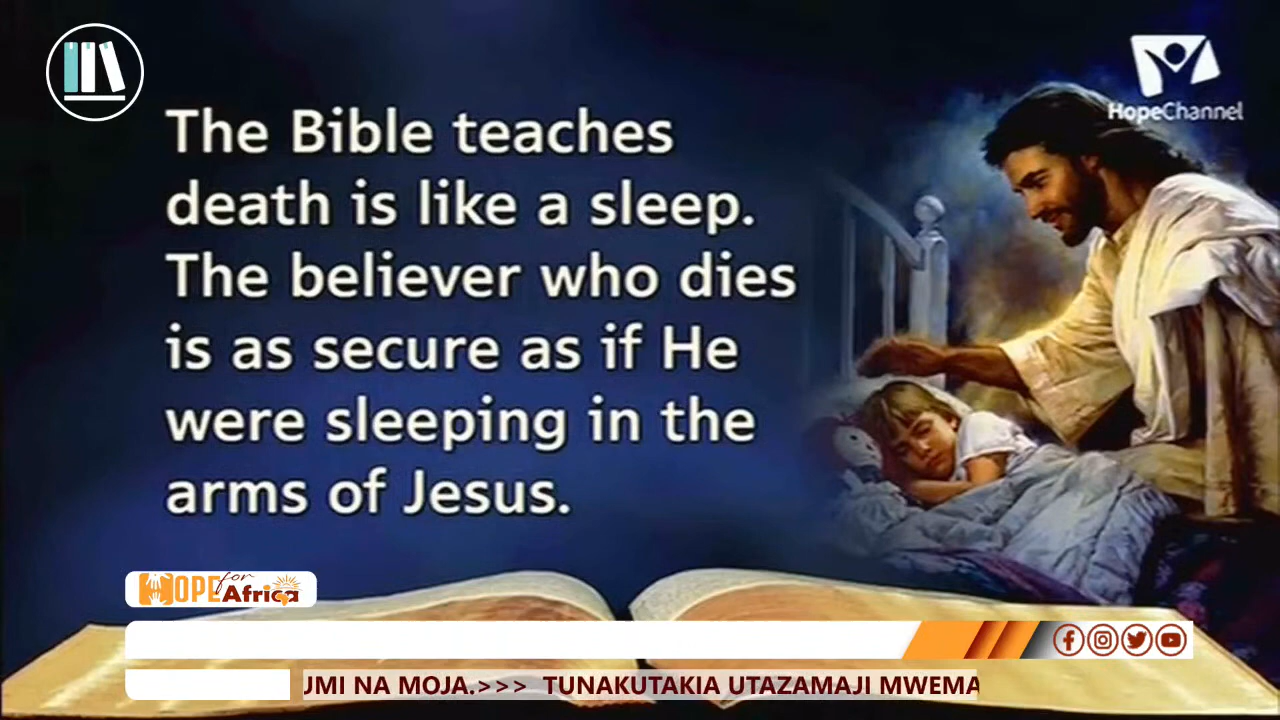 HopeChannel
The Bible teaches
death is like a sleep.
The believer who dies
is as secure as if He
were sleeping in the
arms of Jesus.
HOPE for
Africa
UMI NA MOJA.>>> TUNAKUTAKIA UTAZAMAJI MWEMA